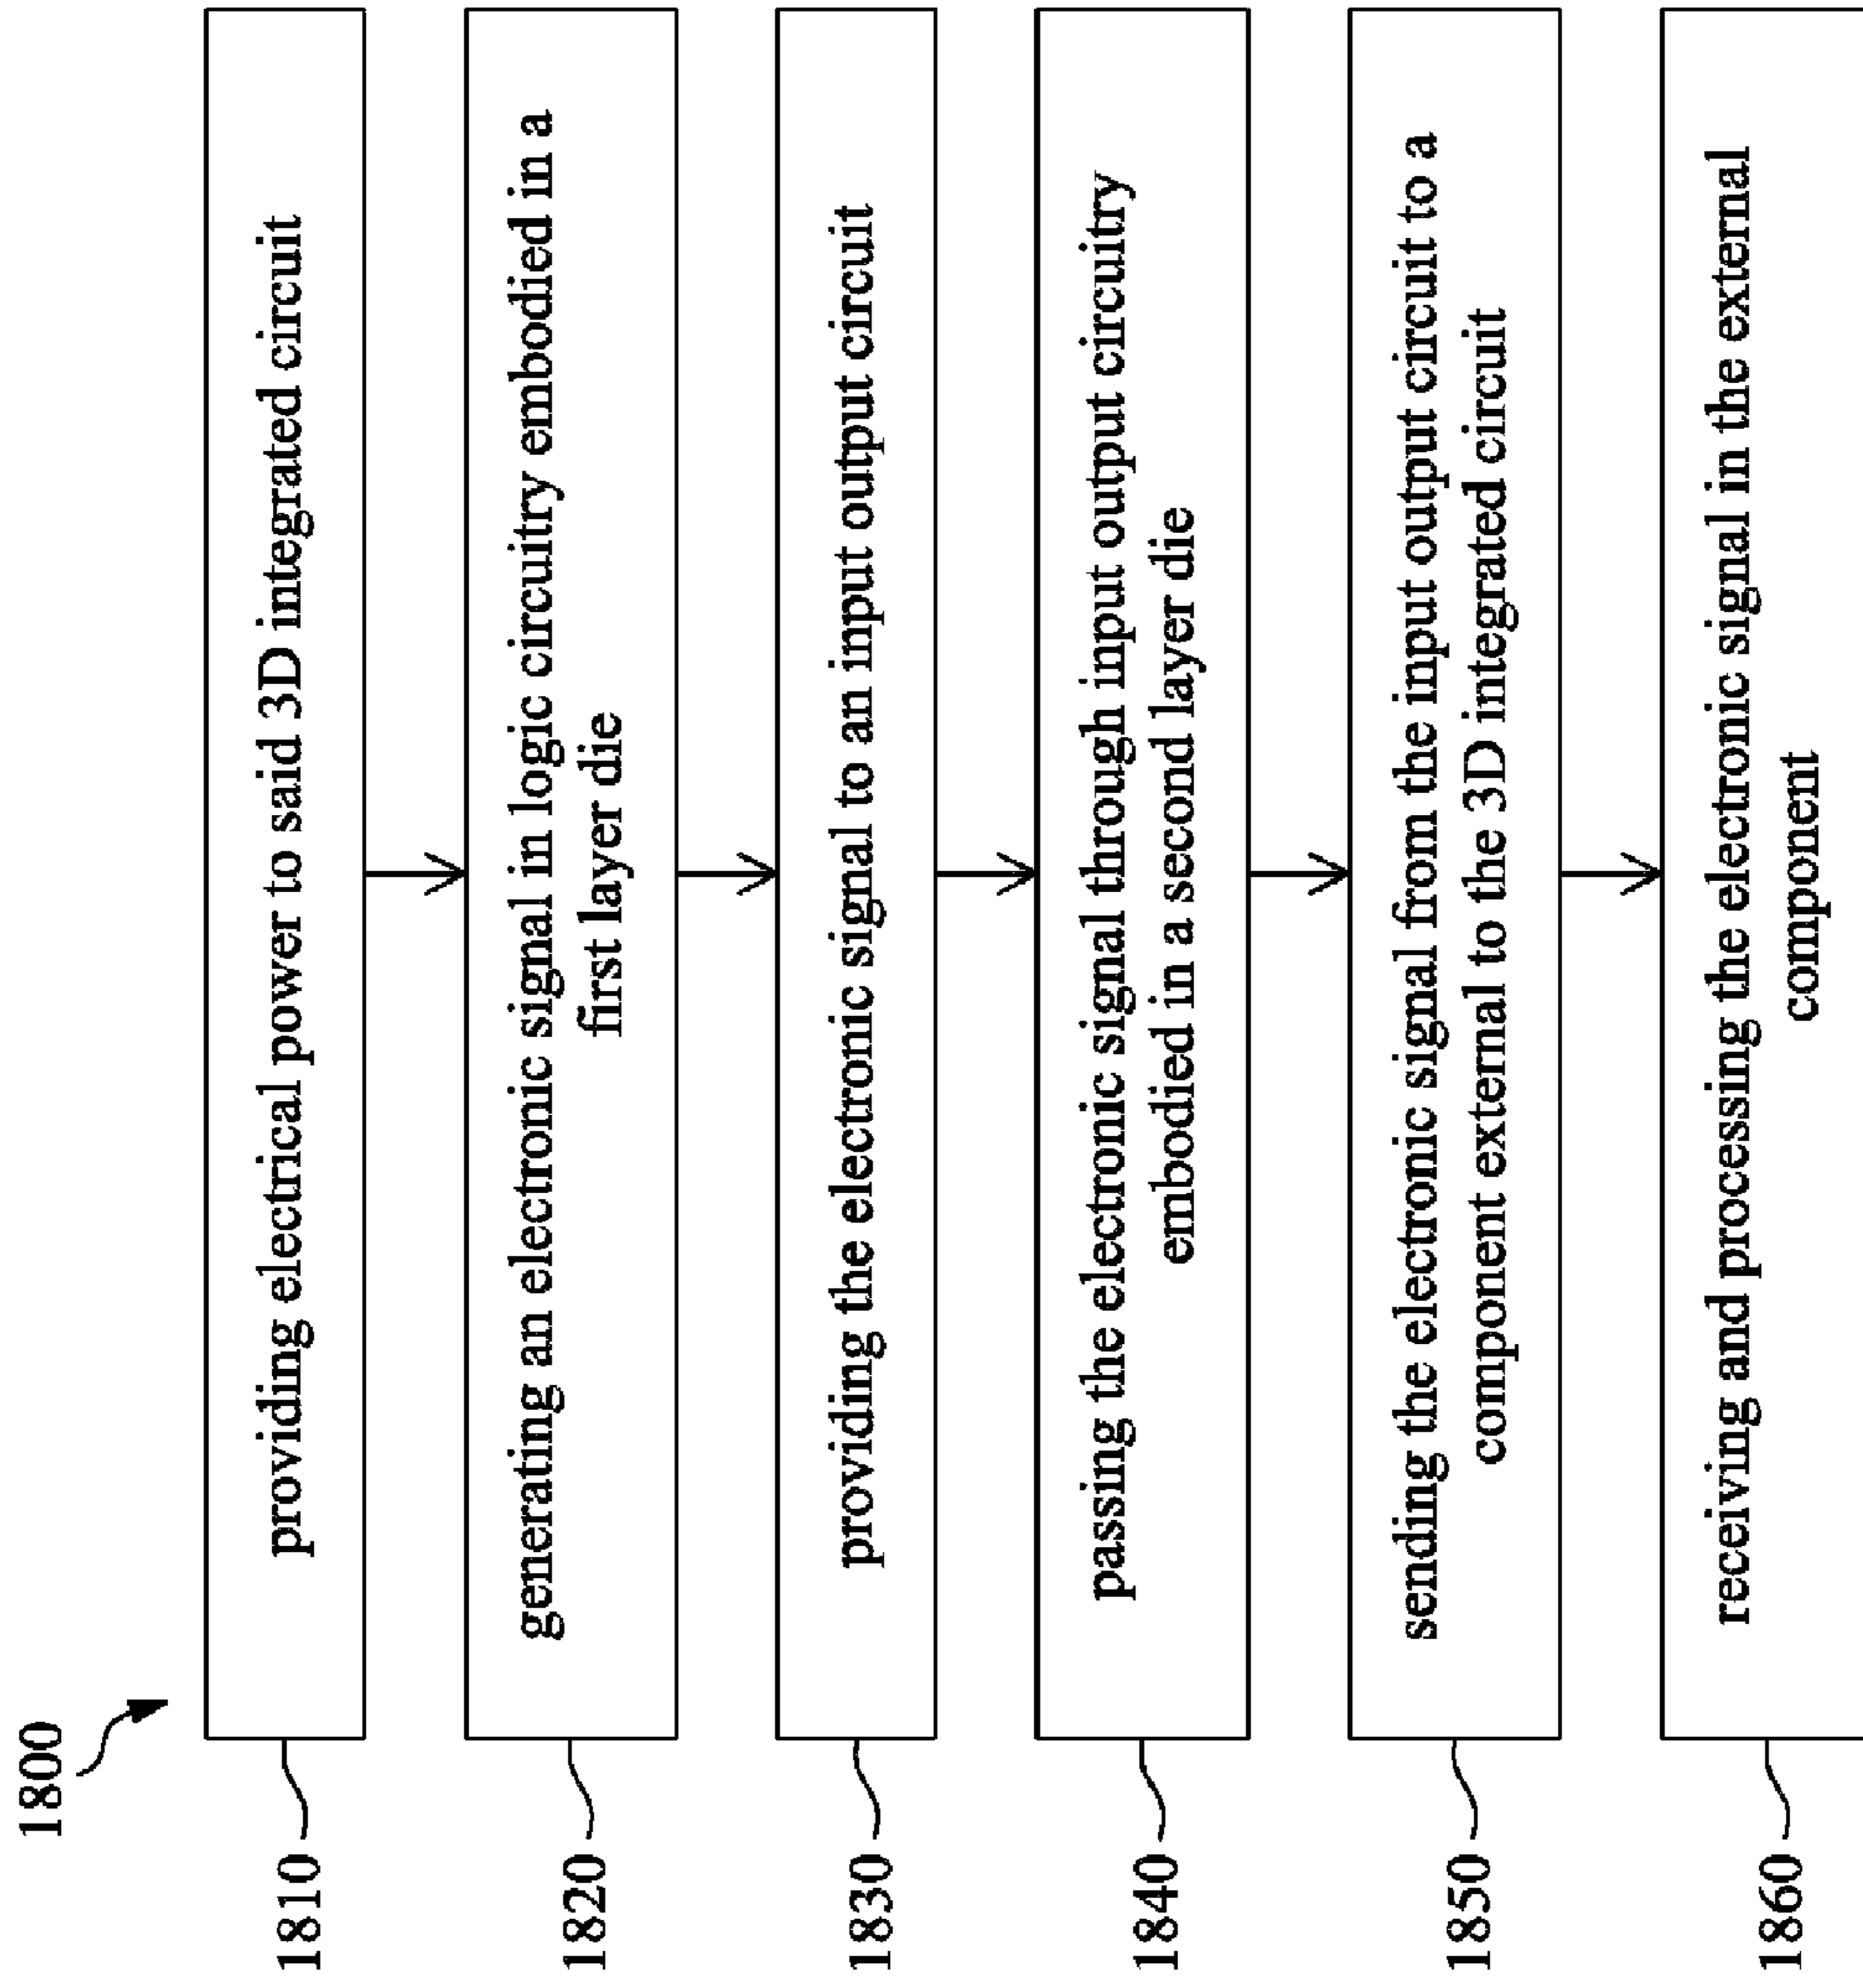 1800
1810
providing electrical power to said 3D integrated circuit
1820
generating an electronic signal in logic circuitry embodied in a
first layer die
1830
providing the electronic signal to an input output circuit
1840
passing the electronic signal through input output circuitry
embodied in a second layer die
1850
sending the electronic signal from the input output circuit to a
component external to the 3D integrated circuit
1860
receiving and processing the electronic signal in the external
component